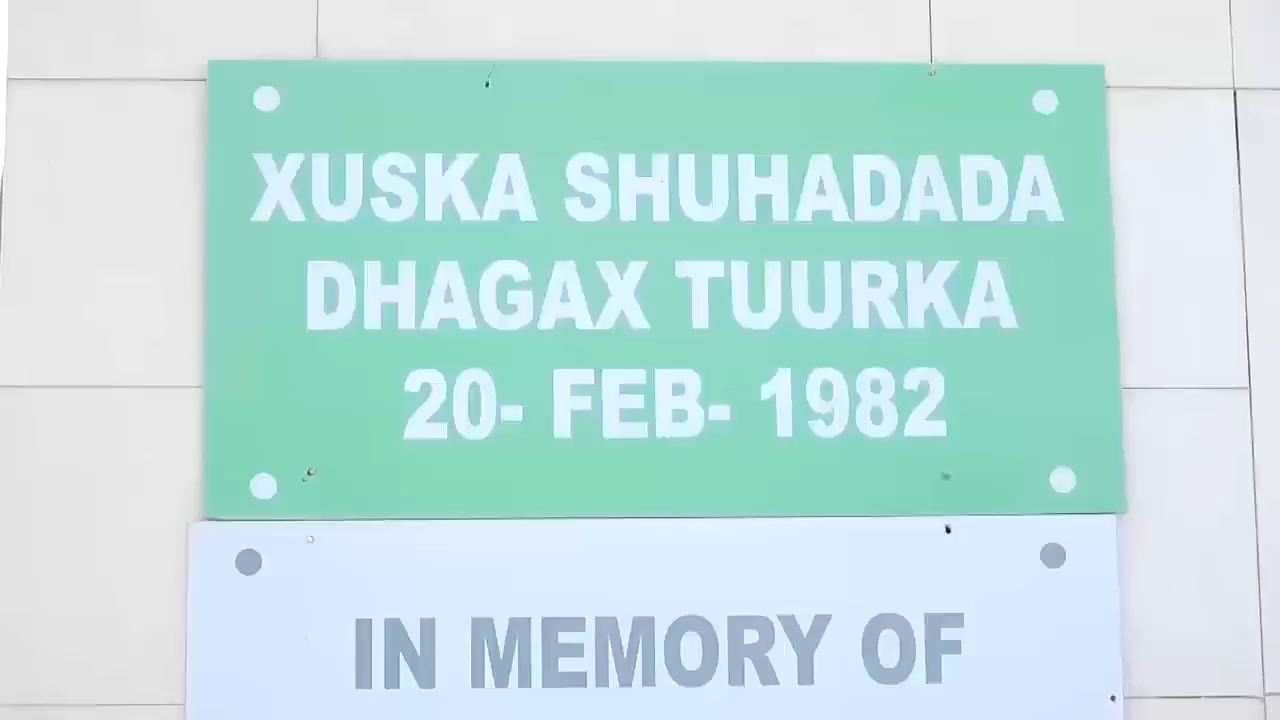 XUSKA SHUHADADA
DHAGAX TUURKA
20- FEB- 1982
IN MEMORY OF